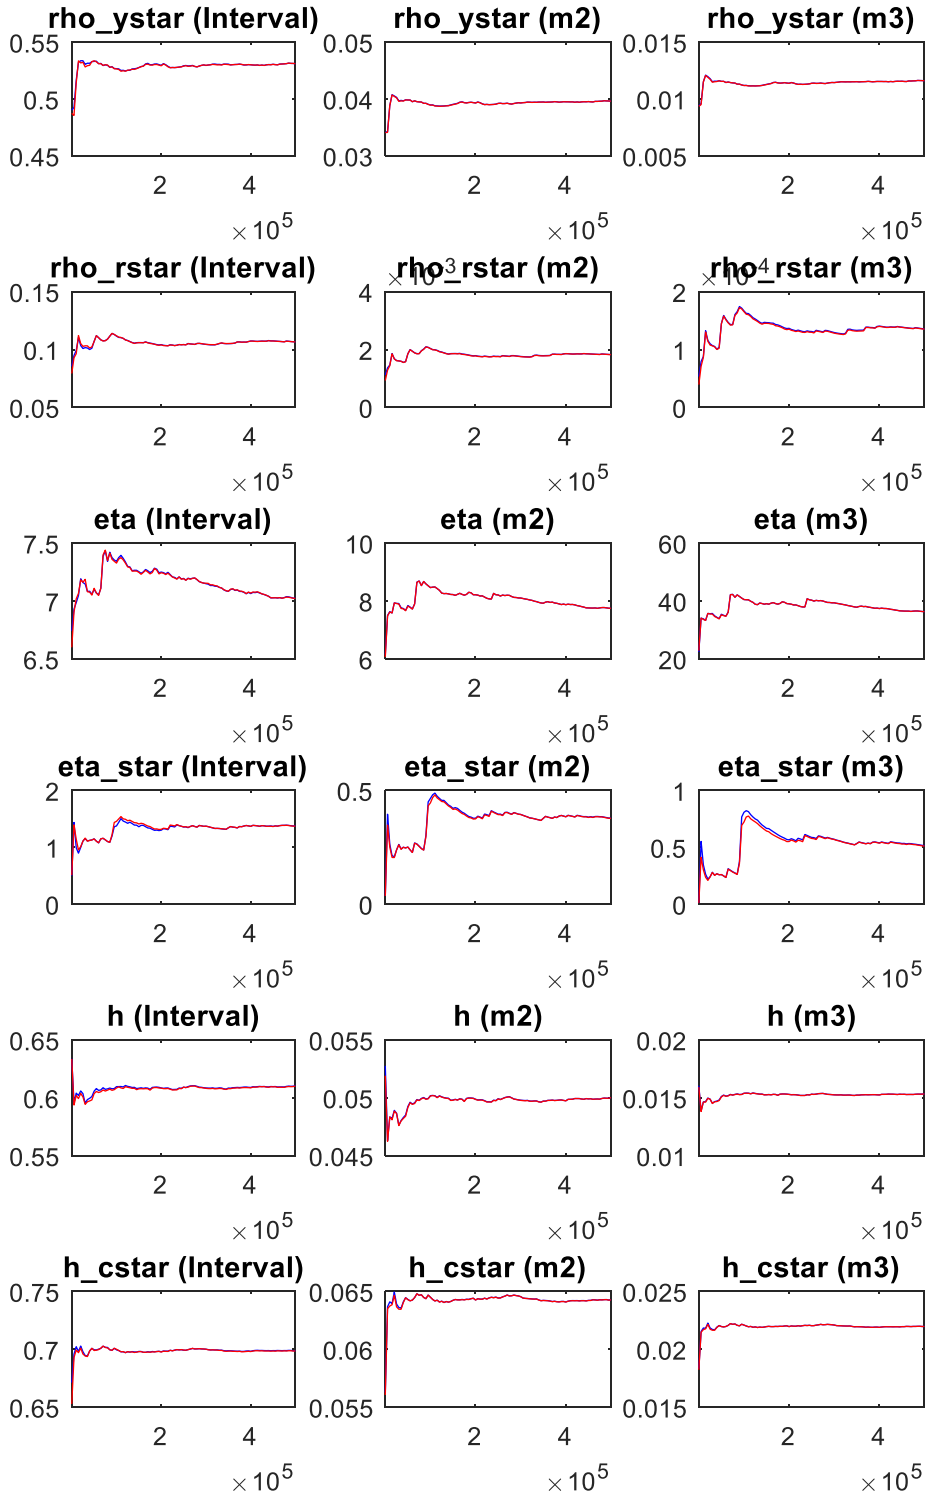 rho_ystar (Interval) rho_ystar (m2) rho_ystar (m3)
0.55 0.05 0.015
0.5 0.04 0.01
0.45 0.03 0.005
2 4 2 4 2 4
×10^5 ×10^5 ×10^5
rho_rstar (Interval) rho_rstar (m2) rho_rstar (m3)
×10^-3 ×10^-4
0.15 4 2
0.1 2 1
0.05 0 0
2 4 2 4 2 4
×10^5 ×10^5 ×10^5
eta (Interval) eta (m2) eta (m3)
7.5 10 60
7 8 40
6.5 6 20
2 4 2 4 2 4
×10^5 ×10^5 ×10^5
eta_star (Interval) eta_star (m2) eta_star (m3)
2 0.5 1
1 0.5
0 0 0
2 4 2 4 2 4
×10^5 ×10^5 ×10^5
h (Interval) h (m2) h (m3)
0.65 0.055 0.02
0.6 0.05 0.015
0.55 0.045 0.01
2 4 2 4 2 4
×10^5 ×10^5 ×10^5
h_cstar (Interval) h_cstar (m2) h_cstar (m3)
0.75 0.065 0.025
0.7 0.06 0.02
0.65 0.055 0.015
2 4 2 4 2 4
×10^5 ×10^5 ×10^5